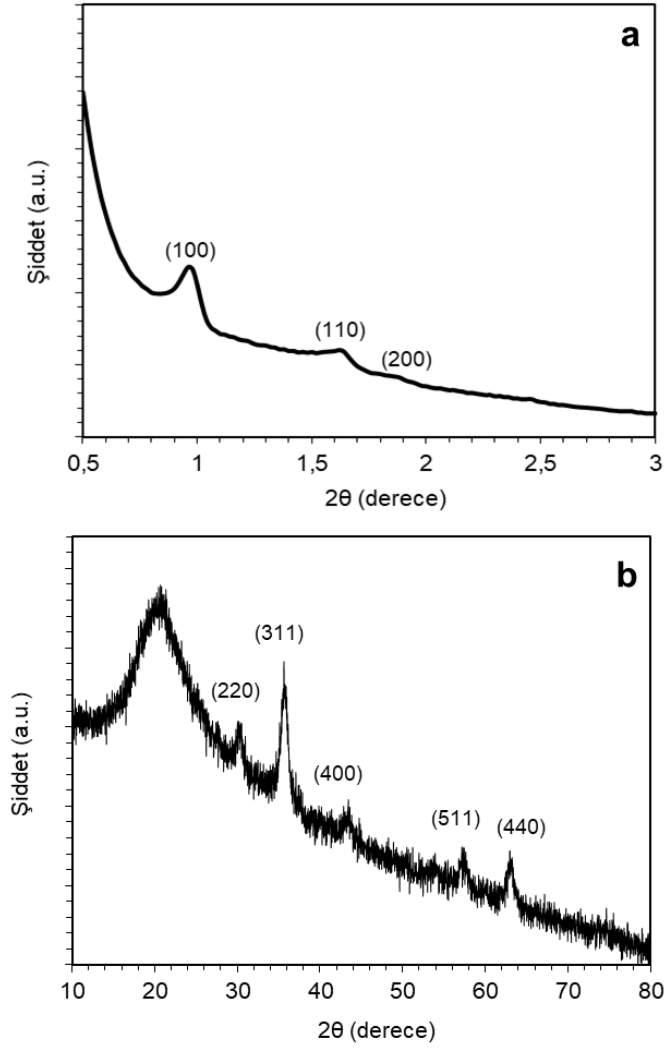 a
Şiddet (a.u.)
(100)
(110)
(200)
0,5 1 1,5 2 2,5 3
2θ (derece)
b
Şiddet (a.u.)
(311)
(220)
(400)
(511)
(440)
10 20 30 40 50 60 70 80
2θ (derece)